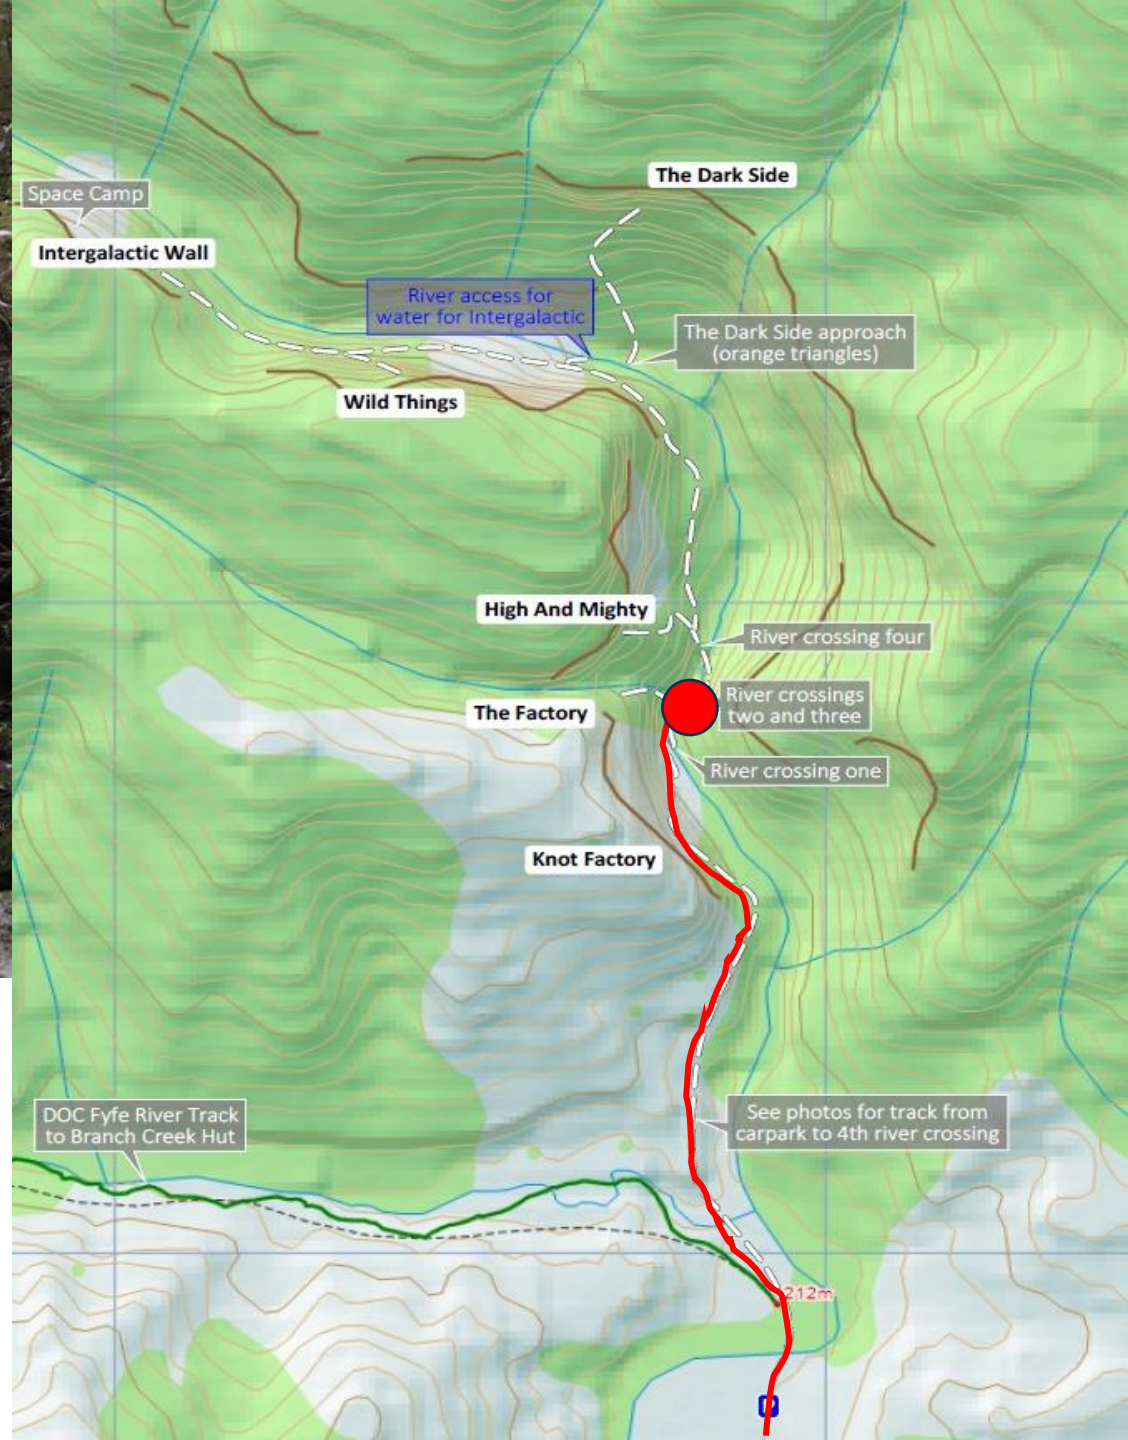 The Dark Side
Space Camp
Intergalactic Wall
River access for
water for Intergalactic
The Dark Side approach
(orange triangles)
Wild Things
High And Mighty
River crossing four
River crossings
two and three
The Factory
River crossing one
Knot Factory
See photos for track from
carpark to 4th river crossing
DOC Fyfe River Track
to Branch Creek Hut
212m
P